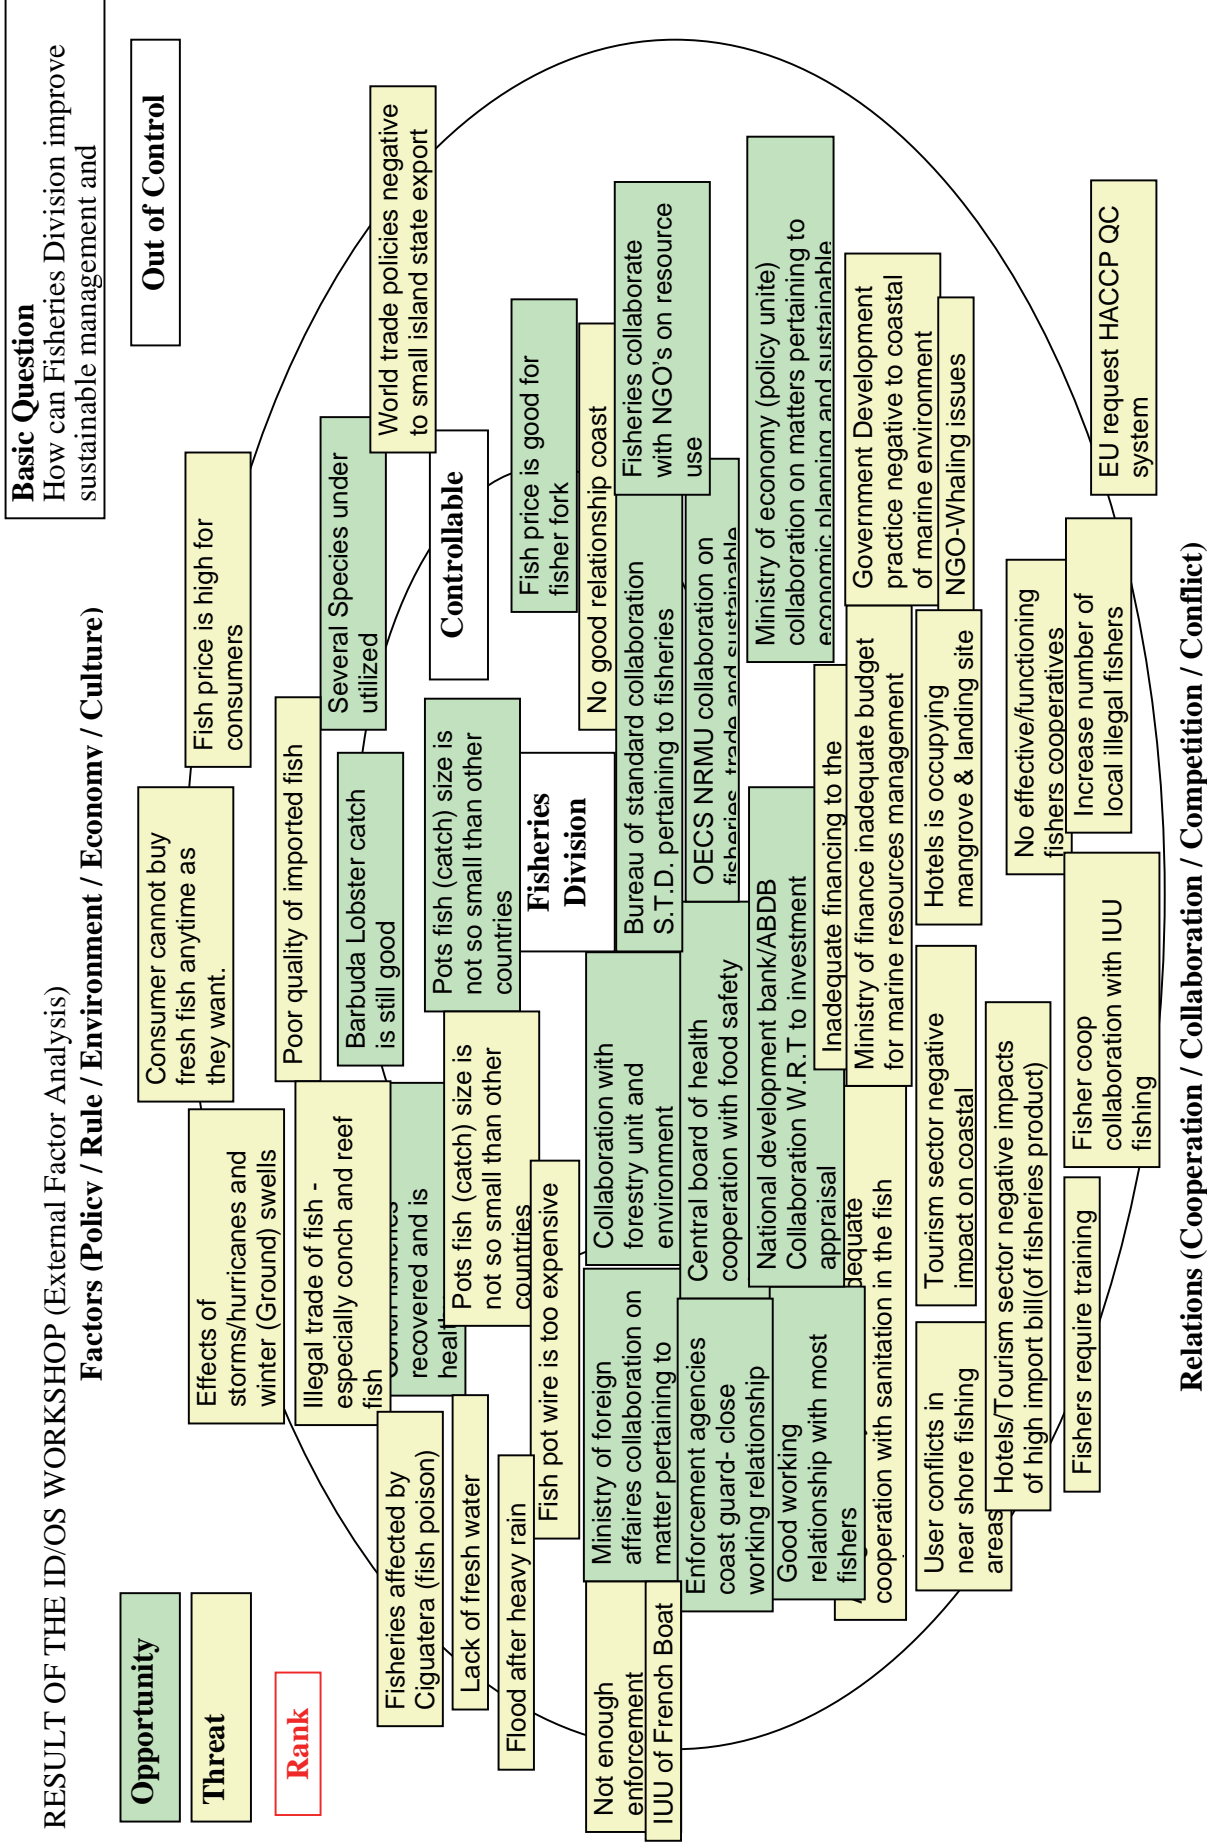 RESULT OF THE ID/OS WORKSHOP (External Factor Analysis)
Factors (Policy / Rule / Environment / Economy / Culture)
Basic Question
How can Fisheries Division improve
sustainable management and
Opportunity
Threat
Rank
Out of Control
Consumer cannot buy
fresh fish anytime as
they want.
Fish price is high for
consumers
Effects of
storms/hurricanes and
winter (Ground) swells
Poor quality of imported fish
Illegal trade of fish -
especially conch and reef
fish
Several Species under
utilized
Barbuda Lobster catch
is still good
World trade policies negative
to small island state export
recovered and is
Fisheries affected by
Ciguatera (fish poison)
Pots fish (catch) size is
not so small than other
countries
Controllable
Pots fish (catch) size is
not so small than other
countries
Lack of fresh water
Flood after heavy rain
Fish pot wire is too expensive
Fisheries
Division
Fish price is good for
fisher fork
No good relationship coast
Not enough
enforcement
IUU of French Boat
Ministry of foreign
affaires collaboration on
matter pertaining to
Collaboration with
forestry unit and
environment
Bureau of standard collaboration
S.T.D. pertaining to fisheries
Fisheries collaborate
with NGO's on resource
use
Enforcement agencies
coast guard- close
working relationship
Central board of health
cooperation with food safety
OECS NRMU collaboration on
fisheries, trade and sustainable
Good working
relationship with most
fishers
National development bank/ABDB
Collaboration W.R.T to investment
appraisal
Ministry of economy (policy unite)
collaboration on matters pertaining to
economic planning and sustainable
Inadequate financing to the
cooperation with sanitation in the fish
Ministry of finance inadequate budget
for marine resources management
Government Development
practice negative to coastal
of marine environment
User conflicts in
near shore fishing
areas
Tourism sector negative
impact on coastal
Hotels is occupying
mangrove & landing site
NGO-Whaling issues
Hotels/Tourism sector negative impacts
of high import bill(of fisheries product)
No effective/functioning
fishers cooperatives
Fishers require training
Fisher coop
collaboration with IUU
fishing
Increase number of
local illegal fishers
EU request HACCP QC
system
Relations (Cooperation / Collaboration / Competition / Conflict)